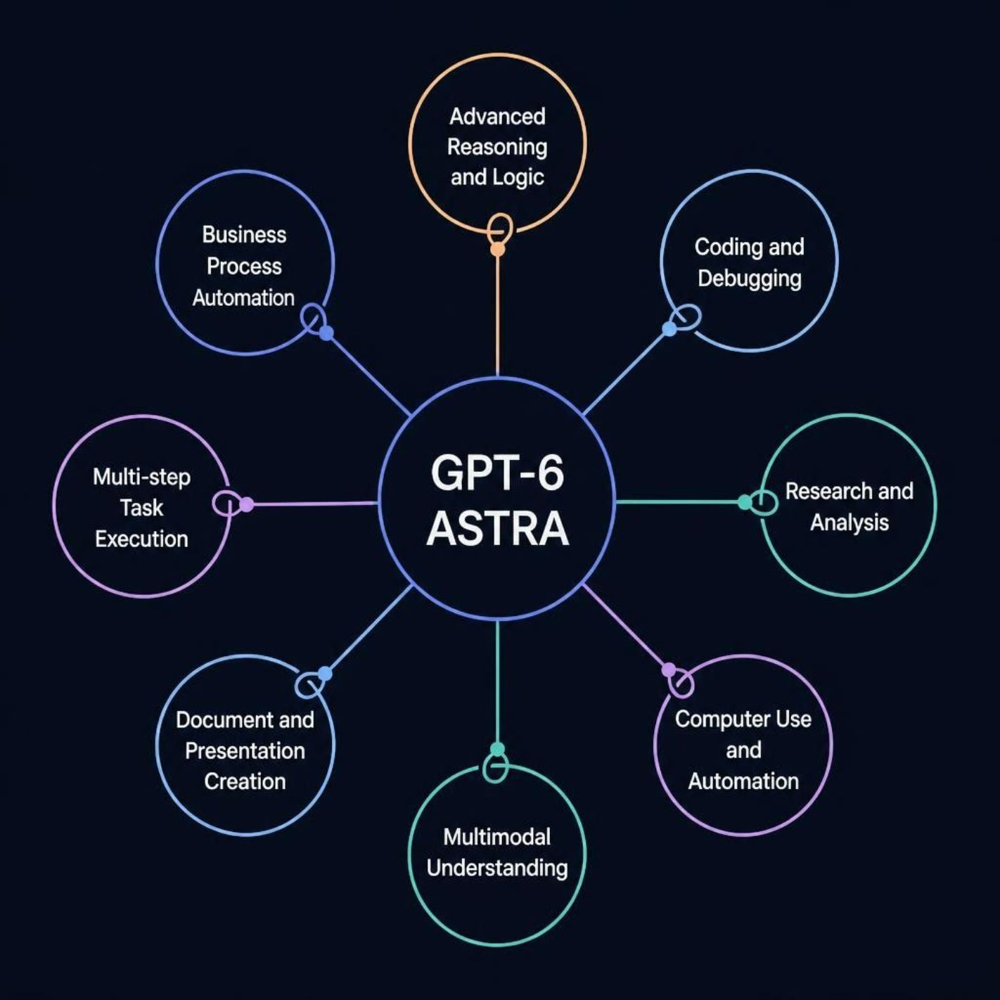 Advanced
Reasoning
and Logic
Business
Process
Automation
Coding and
Debugging
Multi-step
Task
Execution
GPT-6
ASTRA
Research and
Analysis
Document and
Presentation
Creation
Computer Use
and
Automation
Multimodal
Understanding